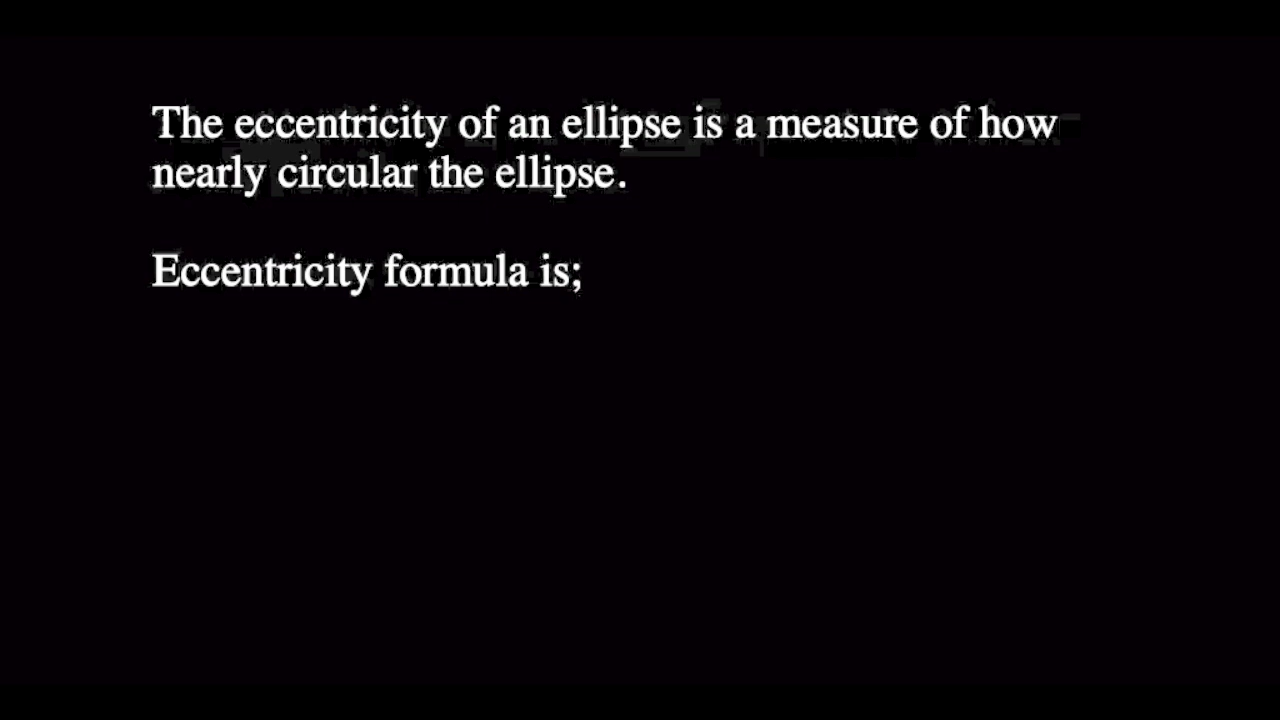 The eccentricity of an ellipse is a measure of how
nearly circular the ellipse.
Eccentricity formula is;